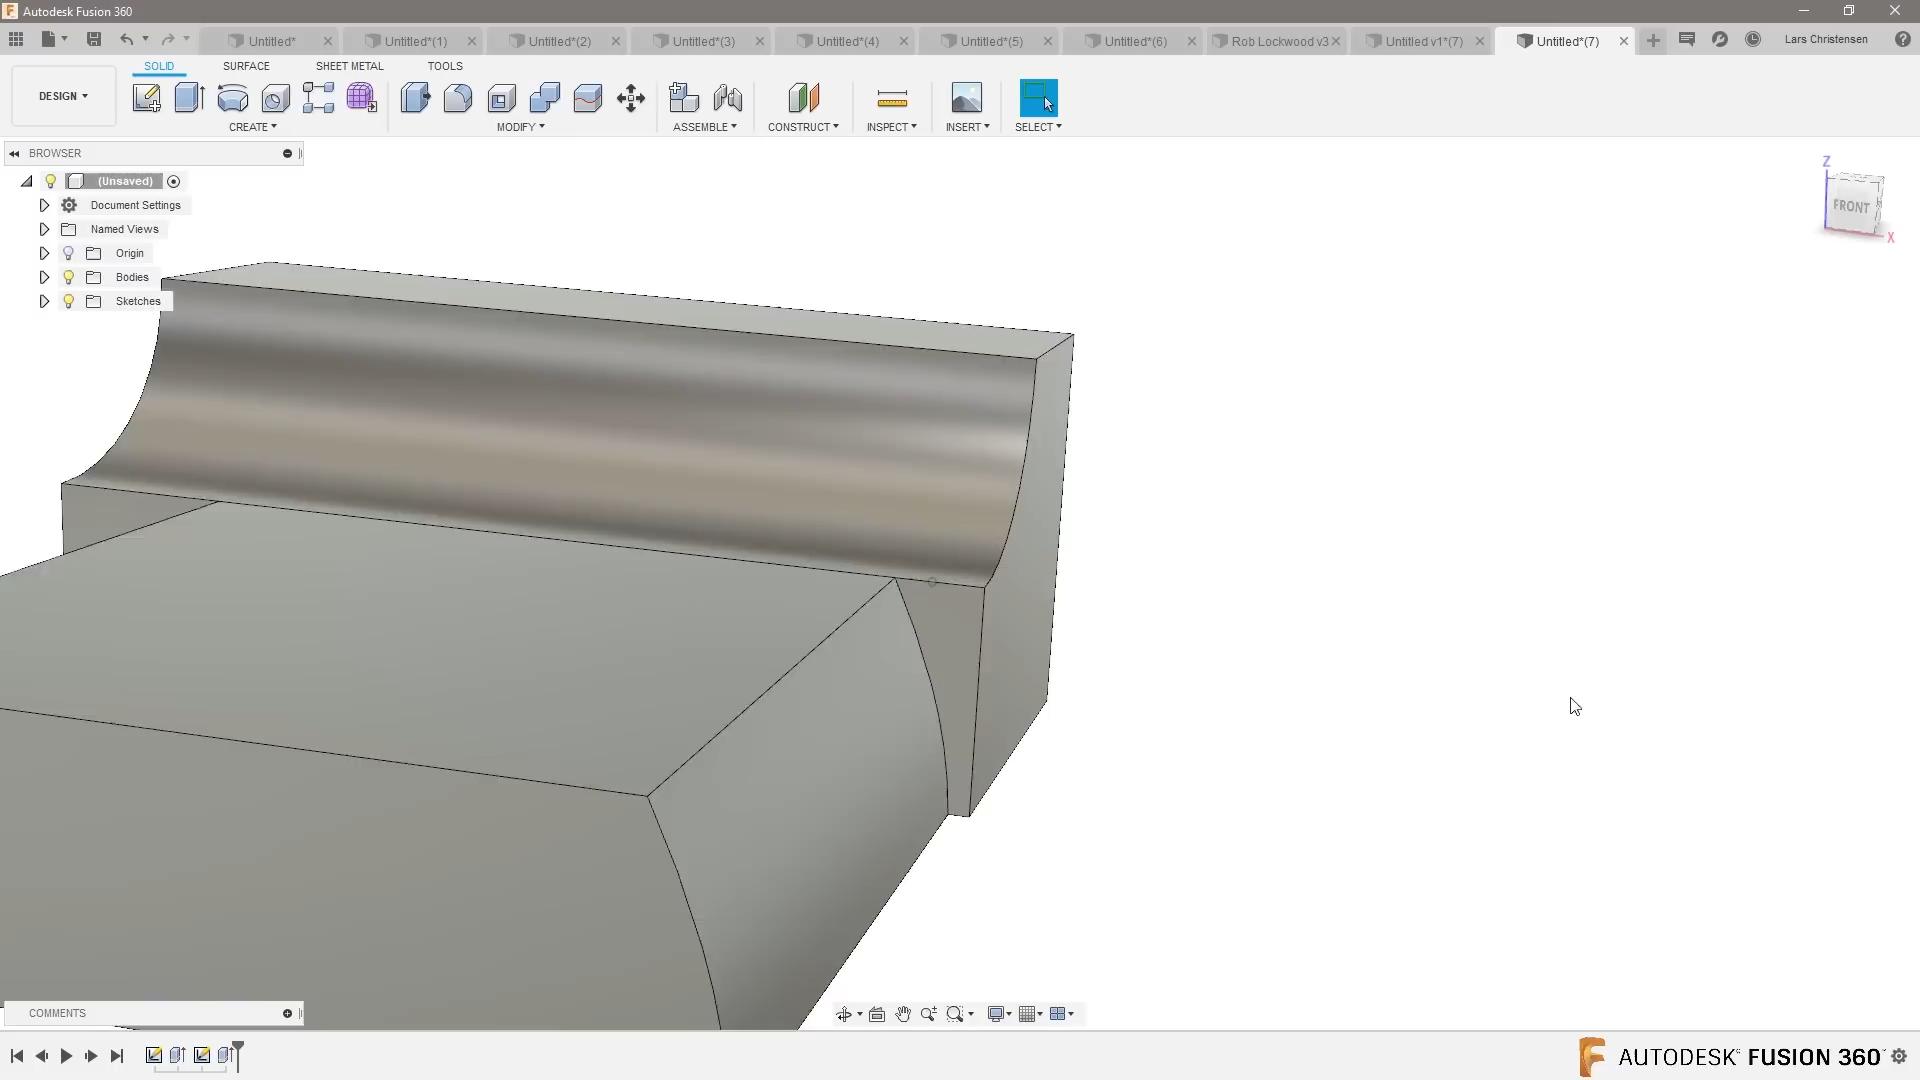 Autodesk Fusion 360
Untitled* Untitled*(1) Untitled*(2) Untitled*(3) Untitled*(4) Untitled*(5) Untitled*(6) Rob Lockwood v3 Untitled v1*(7) Untitled*(7) Lars Christensen
SOLID SURFACE SHEET METAL TOOLS
DESIGN
CREATE MODIFY ASSEMBLE CONSTRUCT INSPECT INSERT SELECT
BROWSER
(Unsaved)
Document Settings
Named Views
Origin
Bodies
Sketches
Z
FRONT
X
COMMENTS
AUTODESK FUSION 360